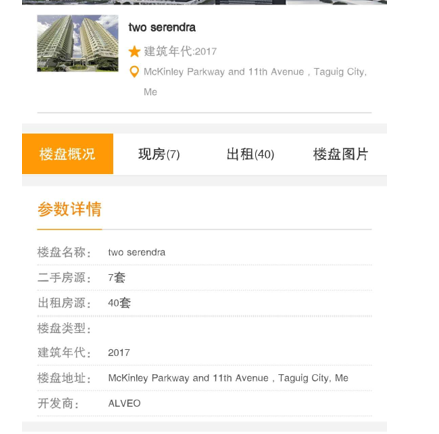 two serendra
建筑年代:2017
McKinley Parkway and 11th Avenue , Taguig City,
Me
楼盘概况 现房(7) 出租(40) 楼盘图片
参数详情
楼盘名称： two serendra
二手房源： 7套
出租房源： 40套
楼盘类型：
建筑年代： 2017
楼盘地址： McKinley Parkway and 11th Avenue , Taguig City, Me
开发商： ALVEO